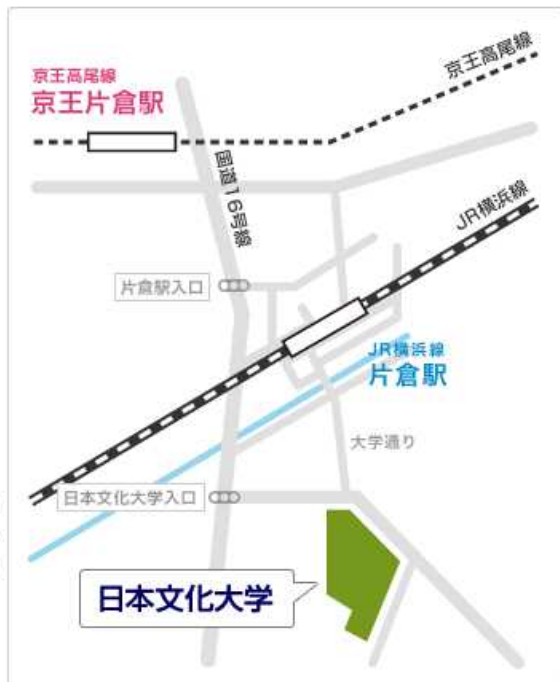 京王高尾線
京王片倉駅
京王高尾線
国道16号線
JR横浜線
片倉駅入口
JR横浜線
片倉駅
大学通り
日本文化大学入口
日本文化大学